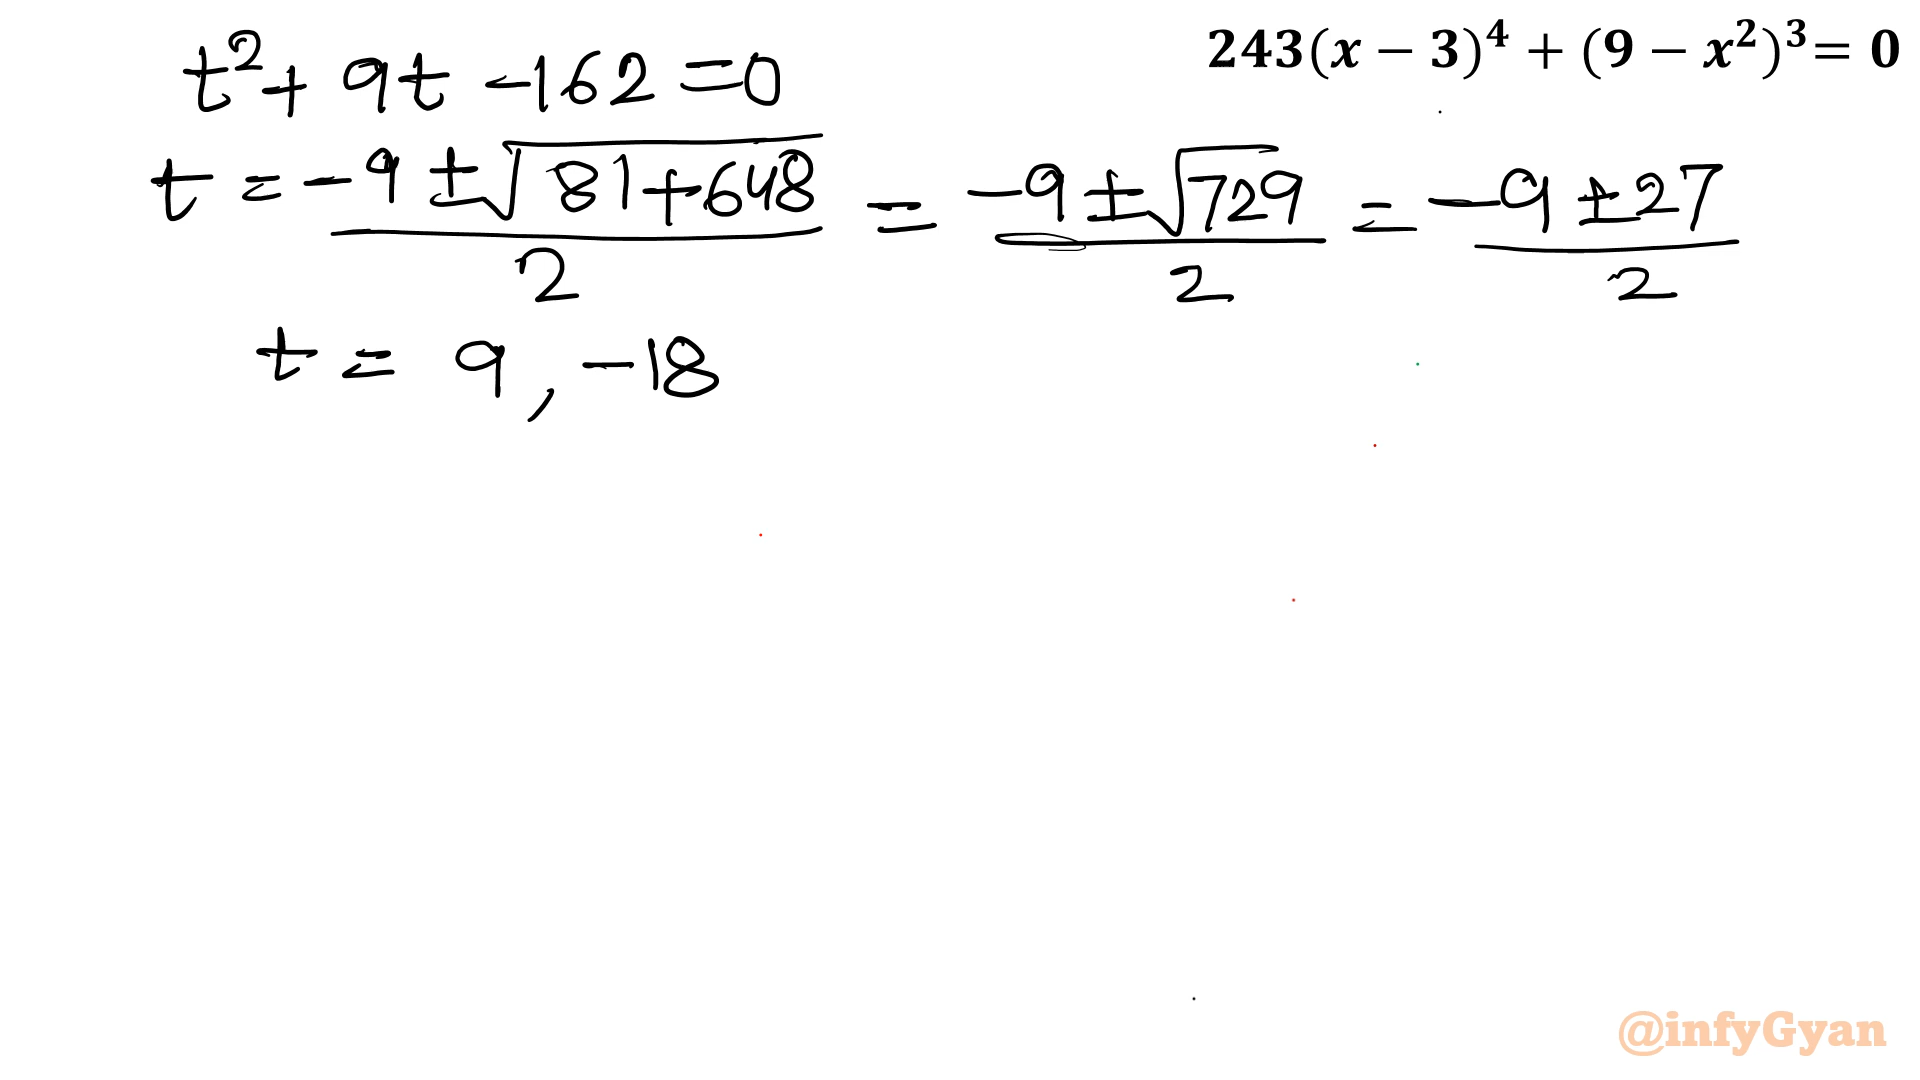 243(x − 3)⁴ + (9 − x²)³= 0
t² + 9t - 162 = 0
t = (-9 ± √(81 + 648))/2 = (-9 ± √729)/2 = (-9 ± 27)/2
t = 9, -18
@infyGyan